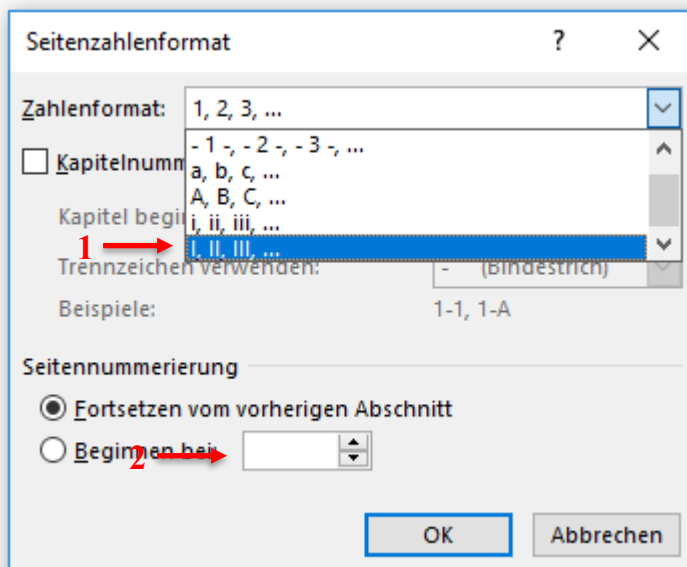 Seitenzahlenformat ? ×
Zahlenformat: 1, 2, 3, ...
- 1 -, - 2 -, - 3 -, ...
Kapitelnumm
a, b, c, ...
A, B, C, ...
Kapitel begi
i, ii, iii, ...
1
I, II, III, ...
Trennzeichen verwenden: - (Bindestrich)
Beispiele: 1-1, 1-A
Seitennummerierung
Fortsetzen vom vorherigen Abschnitt
Beginnen bei:
2
OK Abbrechen